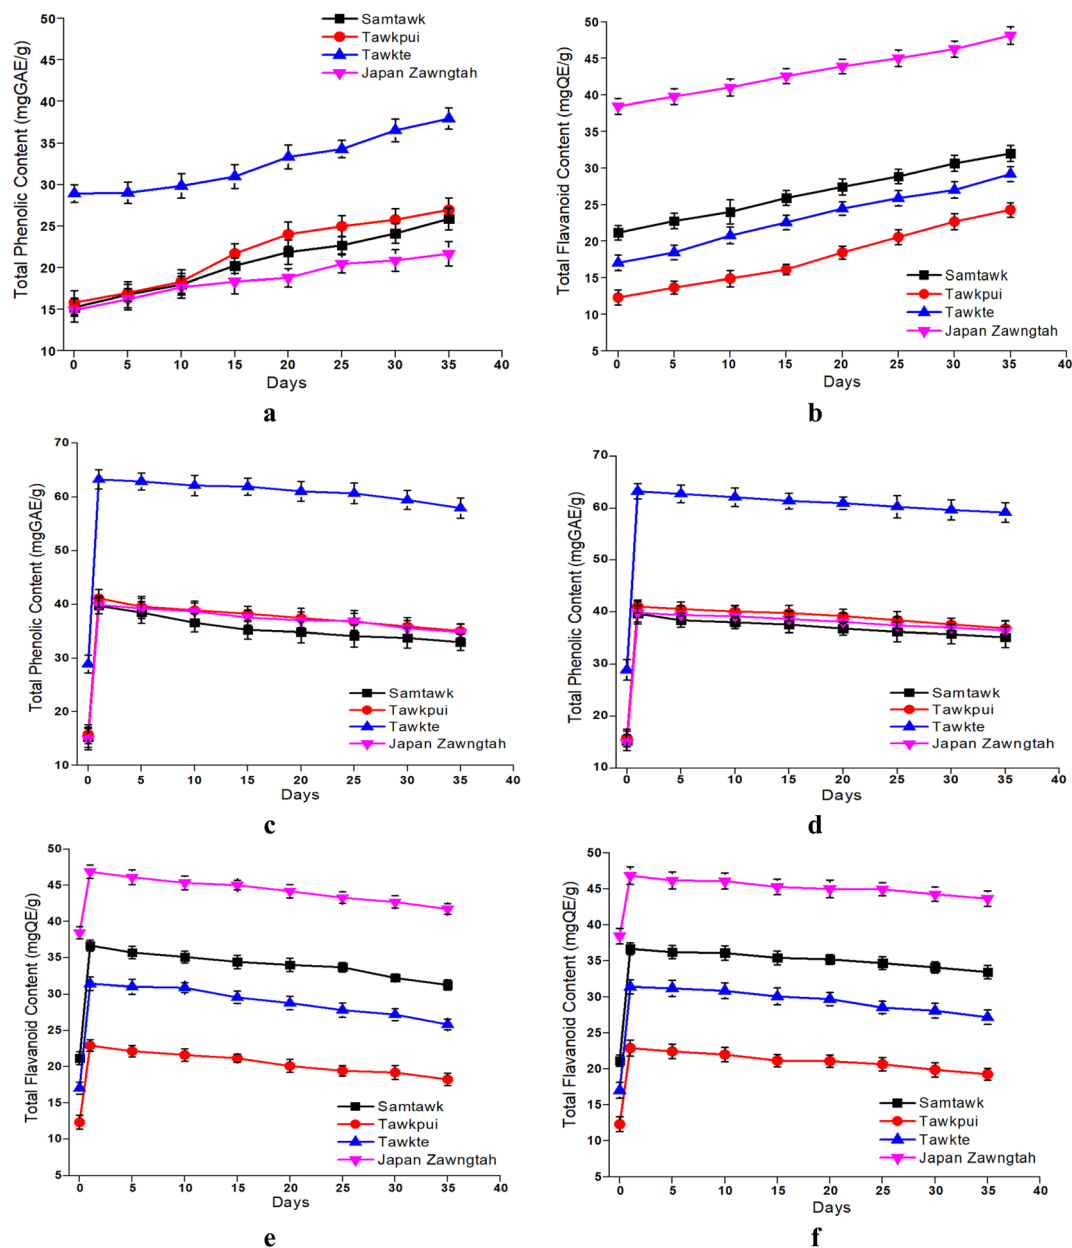 50
45
40
35
30
25
20
15
10
Total Phenolic Content (mgGAE/g)
Samtawk
Tawkpui
Tawkte
Japan Zawngtah
0 5 10 15 20 25 30 35 40
Days
a
50
45
40
35
30
25
20
15
10
5
Total Flavanoid Content (mgQE/g)
Samtawk
Tawkpui
Tawkte
Japan Zawngtah
0 5 10 15 20 25 30 35 40
Days
b
70
60
50
40
30
20
10
Total Phenolic Content (mgGAE/g)
Samtawk
Tawkpui
Tawkte
Japan Zawngtah
0 5 10 15 20 25 30 35 40
Days
c
70
60
50
40
30
20
10
Total Phenolic Content (mgGAE/g)
Samtawk
Tawkpui
Tawkte
Japan Zawngtah
0 5 10 15 20 25 30 35 40
Days
d
50
45
40
35
30
25
20
15
10
5
Total Flavanoid Content (mgQE/g)
Samtawk
Tawkpui
Tawkte
Japan Zawngtah
0 5 10 15 20 25 30 35 40
Days
e
50
45
40
35
30
25
20
15
10
5
Total Flavanoid Content (mgQE/g)
Samtawk
Tawkpui
Tawkte
Japan Zawngtah
0 5 10 15 20 25 30 35 40
Days
f